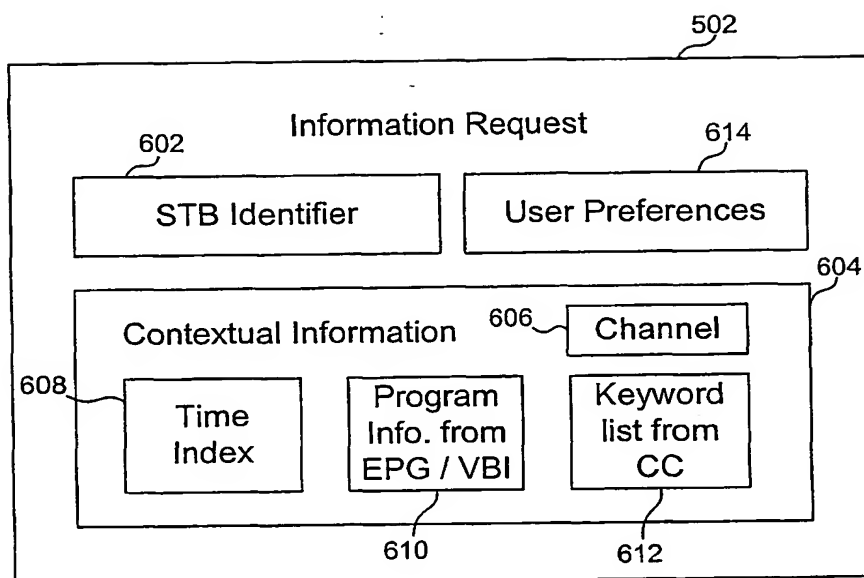 502
Information Request
602
614
STB Identifier
User Preferences
604
Contextual Information
606
Channel
608
Time
Index
Program
Info. from
EPG / VBI
Keyword
list from
CC
610
612